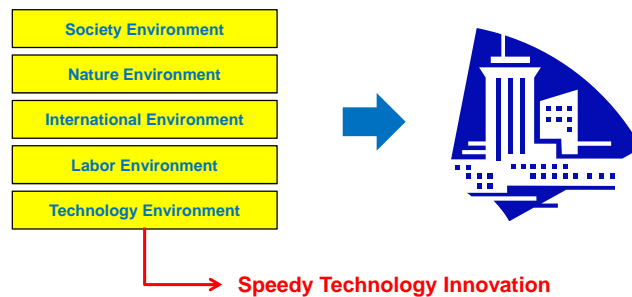 Society Environment
Nature Environment
International Environment
Labor Environment
Technology Environment
Speedy Technology Innovation